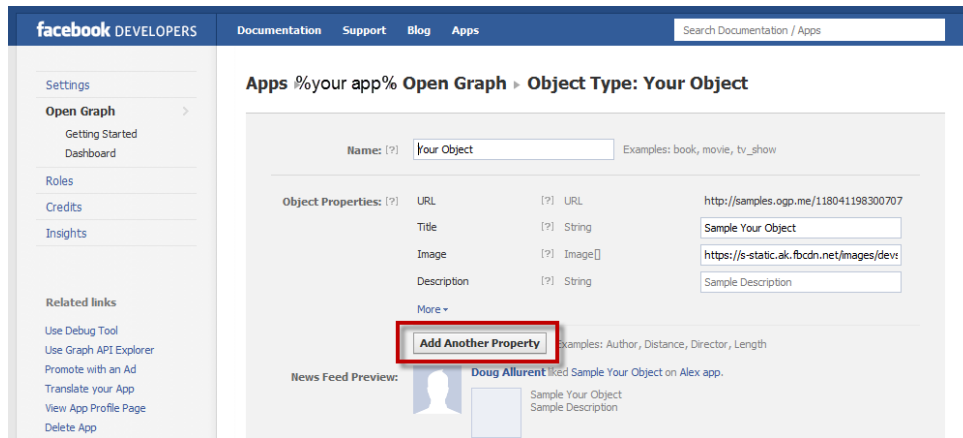 facebook DEVELOPERS
Documentation Support Blog Apps
Search Documentation / Apps
Settings
Open Graph
Getting Started
Dashboard
Roles
Credits
Insights
Related links
Use Debug Tool
Use Graph API Explorer
Promote with an Ad
Translate your App
View App Profile Page
Delete App
Apps %your app% Open Graph ▸ Object Type: Your Object
Name: [?] Your Object Examples: book, movie, tv_show
Object Properties: [?] URL [?] URL http://samples.ogp.me/118041198300707
Title [?] String Sample Your Object
Image [?] Image[] https://s-static.ak.fbcdn.net/images/devs
Description [?] String Sample Description
More
Add Another Property Examples: Author, Distance, Director, Length
News Feed Preview: Doug Allurent liked Sample Your Object on Alex app.
Sample Your Object
Sample Description